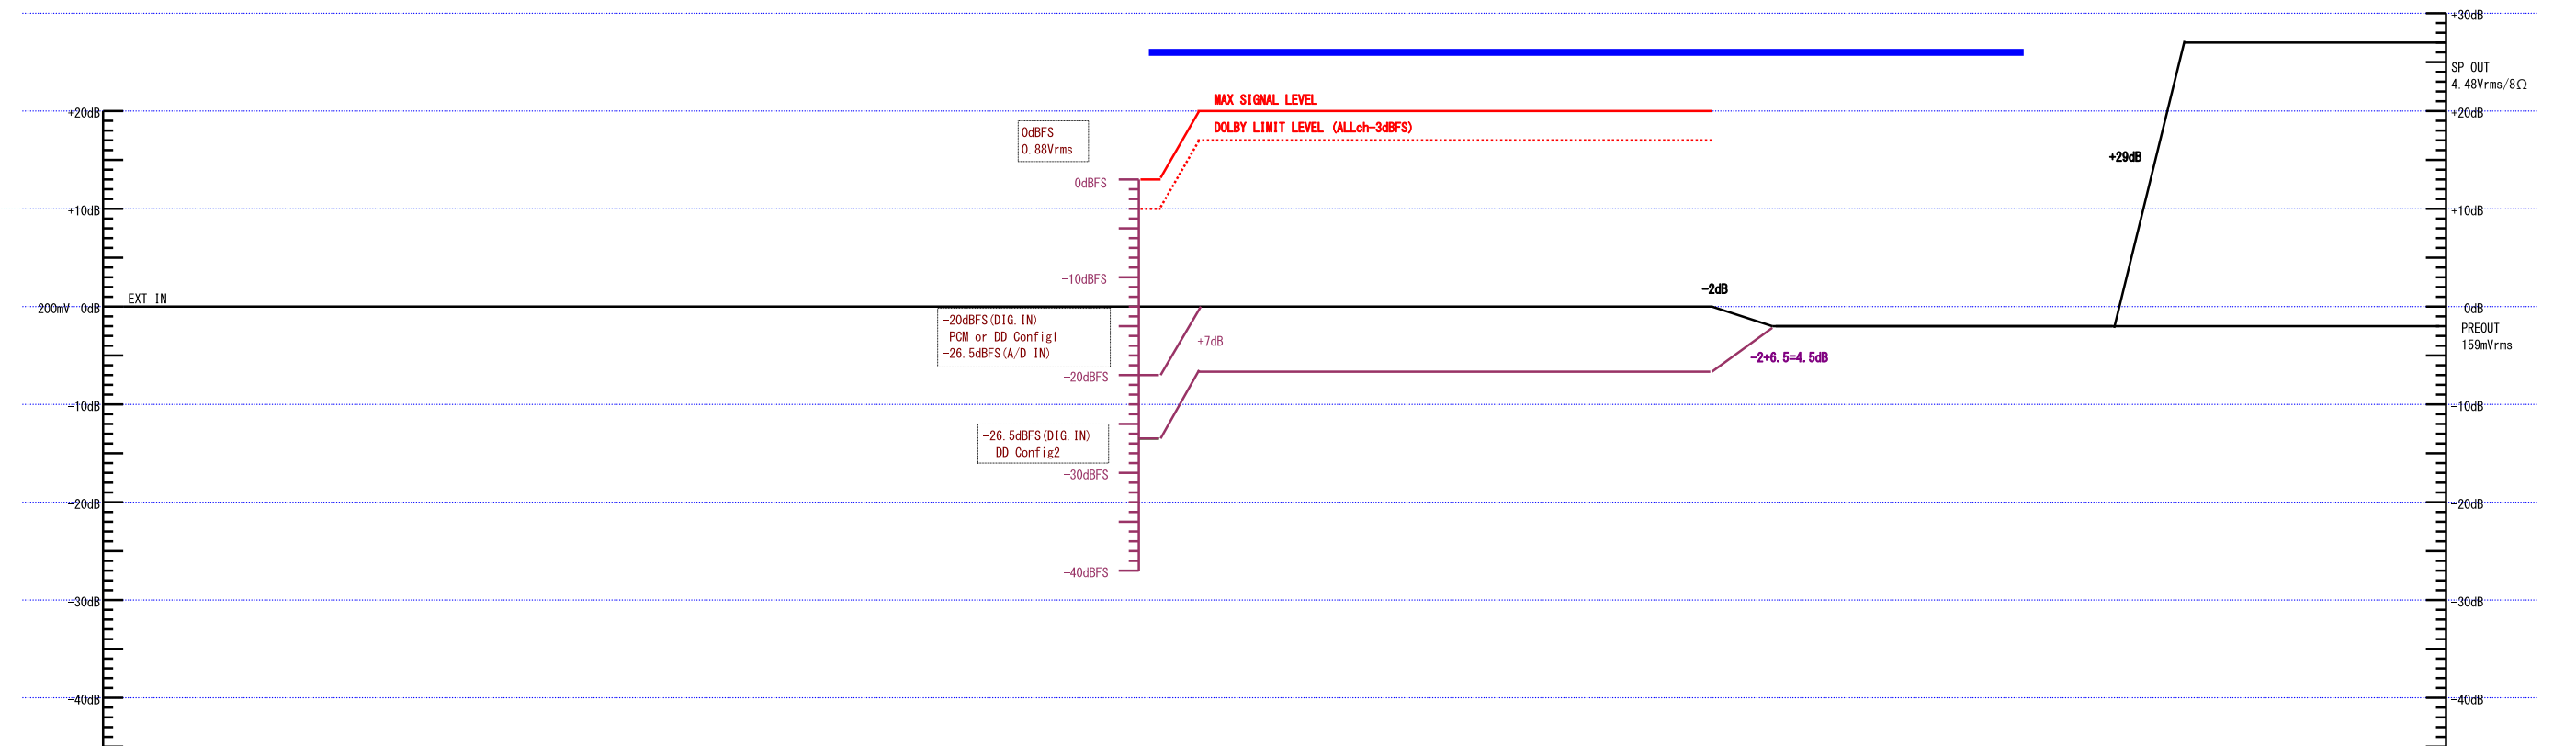 +30dB
SP OUT
4.48Vrms/8Ω
MAX SIGNAL LEVEL
+20dB
+20dB
DOLBY LIMIT LEVEL (ALLch-3dBFS)
0dBFS
0.88Vrms
+29dB
0dBFS
+10dB
+10dB
-10dBFS
-2dB
EXT IN
200mV 0dB
0dB
-20dBFS(DIG.IN)
PCM or DD Config1
-26.5dBFS(A/D IN)
PREOUT
159mVrms
+7dB
-2+6.5=4.5dB
-20dBFS
-10dB
-10dB
-26.5dBFS(DIG.IN)
DD Config2
-30dBFS
-20dB
-20dB
-40dBFS
-30dB
-30dB
-40dB
-40dB